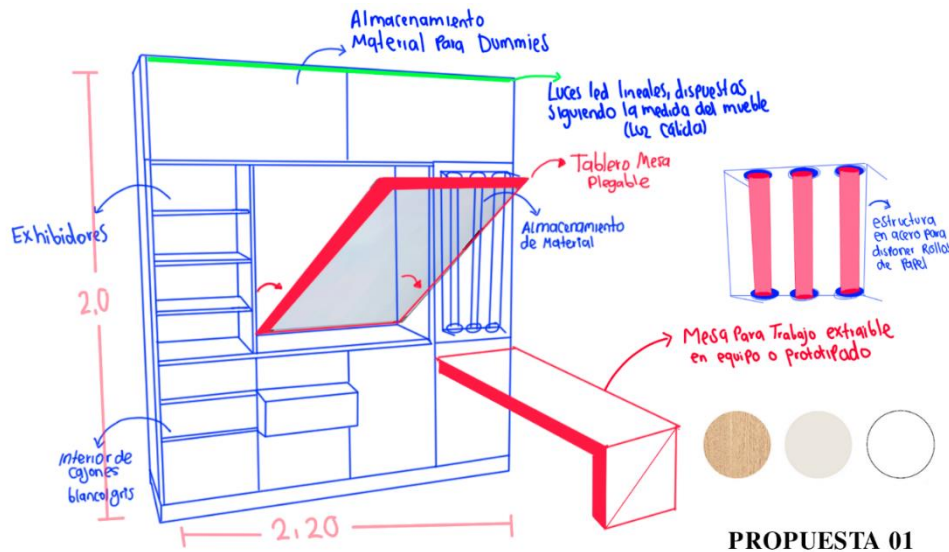 Almacenamiento
Material Para Dummies
Luces led lineales, dispuestas
siguiendo la medida del mueble
(Luz Cálida)
Tablero Mesa
Plegable
Exhibidores
Almacenamiento
de Material
estructura
en acero para
disponer Rollos
de Papel
2,0
Mesa Para Trabajo extraible
en equipo o prototipado
Interior de
Cajones
blanco/gris
2,20
PROPUESTA 01